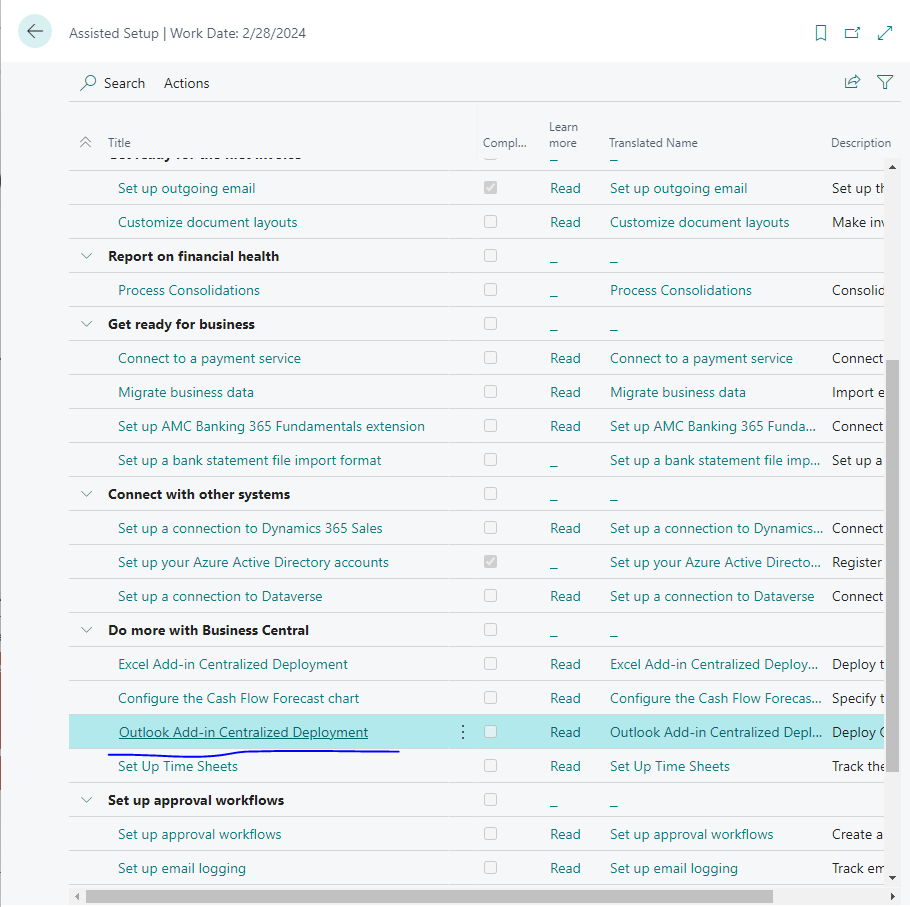 Assisted Setup | Work Date: 2/28/2024
Search Actions
Title Compl... Learn more Translated Name Description
Set up outgoing email Read Set up outgoing email Set up th
Customize document layouts Read Customize document layouts Make inv
Report on financial health _ _
Process Consolidations _ Process Consolidations Consolid
Get ready for business _ _
Connect to a payment service Read Connect to a payment service Connect
Migrate business data Read Migrate business data Import e
Set up AMC Banking 365 Fundamentals extension Read Set up AMC Banking 365 Funda... Connect
Set up a bank statement file import format _ Set up a bank statement file imp... Set up a
Connect with other systems _ _
Set up a connection to Dynamics 365 Sales Read Set up a connection to Dynamics... Connect
Set up your Azure Active Directory accounts _ Set up your Azure Active Directo... Register
Set up a connection to Dataverse Read Set up a connection to Dataverse Connect
Do more with Business Central _ _
Excel Add-in Centralized Deployment Read Excel Add-in Centralized Deploy... Deploy t
Configure the Cash Flow Forecast chart Read Configure the Cash Flow Forecas... Specify t
Outlook Add-in Centralized Deployment Read Outlook Add-in Centralized Depl... Deploy O
Set Up Time Sheets Read Set Up Time Sheets Track the
Set up approval workflows _ _
Set up approval workflows Read Set up approval workflows Create a
Set up email logging Read Set up email logging Track em